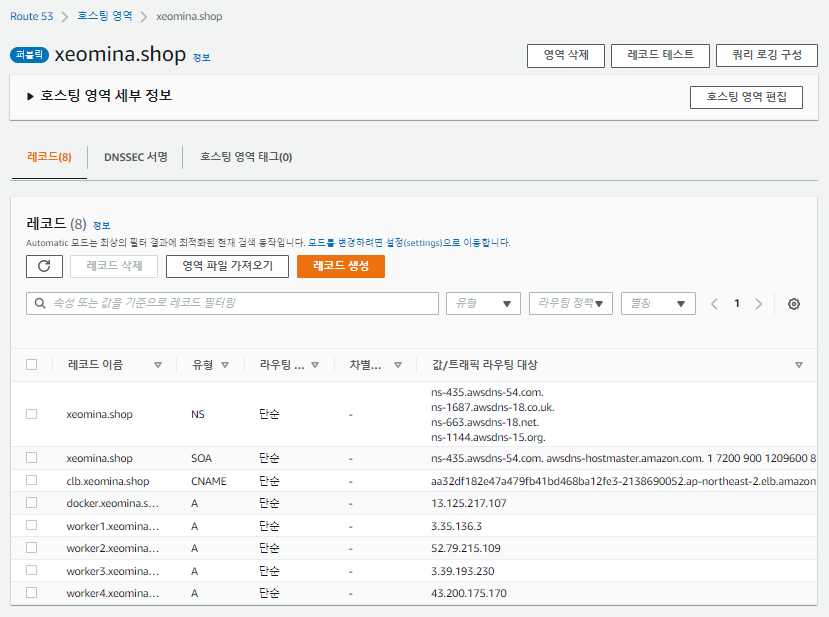 Route 53 > 호스팅 영역 > xeomina.shop
퍼블릭 xeomina.shop 정보
영역 삭제 레코드 테스트 쿼리 로깅 구성
▶ 호스팅 영역 세부 정보
호스팅 영역 편집
레코드(8) DNSSEC 서명 호스팅 영역 태그(0)
레코드 (8) 정보
Automatic 모드는 최상의 필터 결과에 최적화된 현재 검색 동작입니다. 모드를 변경하려면 설정(settings)으로 이동합니다.
레코드 삭제 영역 파일 가져오기 레코드 생성
속성 또는 값을 기준으로 레코드 필터링 유형 라우팅 정책 별칭 1
레코드 이름 유형 라우팅 ... 차별... 값/트래픽 라우팅 대상
xeomina.shop NS 단순 - ns-435.awsdns-54.com.
ns-1687.awsdns-18.co.uk.
ns-663.awsdns-18.net.
ns-1144.awsdns-15.org.
xeomina.shop SOA 단순 - ns-435.awsdns-54.com. awsdns-hostmaster.amazon.com. 1 7200 900 1209600 8
clb.xeomina.shop CNAME 단순 - aa32df182e47a479fb41bd468ba12fe3-2138690052.ap-northeast-2.elb.amazon
docker.xeomina.s... A 단순 - 13.125.217.107
worker1.xeomina... A 단순 - 3.35.136.3
worker2.xeomina... A 단순 - 52.79.215.109
worker3.xeomina... A 단순 - 3.39.193.230
worker4.xeomina... A 단순 - 43.200.175.170